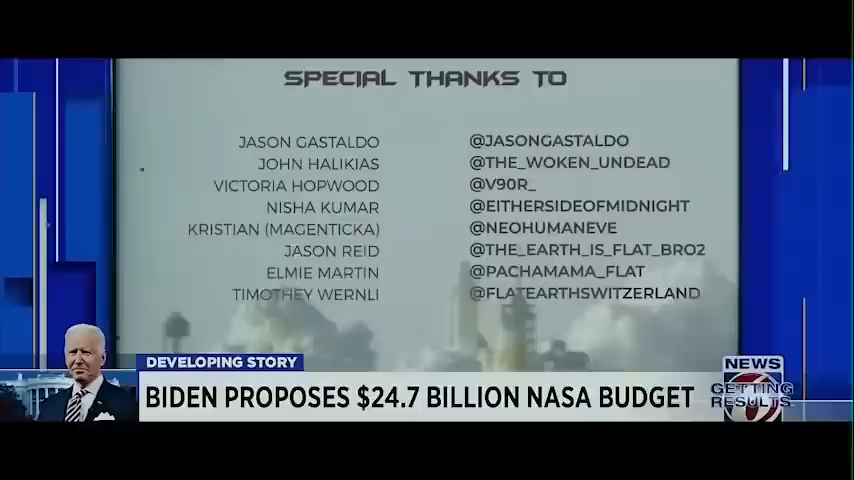 SPECIAL THANKS TO
JASON GASTALDO @JASONGASTALDO
JOHN HALIKIAS @THE_WOKEN_UNDEAD
VICTORIA HOPWOOD @V90R_
NISHA KUMAR @EITHERSIDEOFMIDNIGHT
KRISTIAN (MAGENTICKA) @NEOHUMANEVE
JASON REID @THE_EARTH_IS_FLAT_BRO2
ELMIE MARTIN @PACHAMAMA_FLAT
TIMOTHEY WERNLI @FLATEARTHSWITZERLAND
DEVELOPING STORY
BIDEN PROPOSES $24.7 BILLION NASA BUDGET
NEWS
6
GETTING
RESULTS